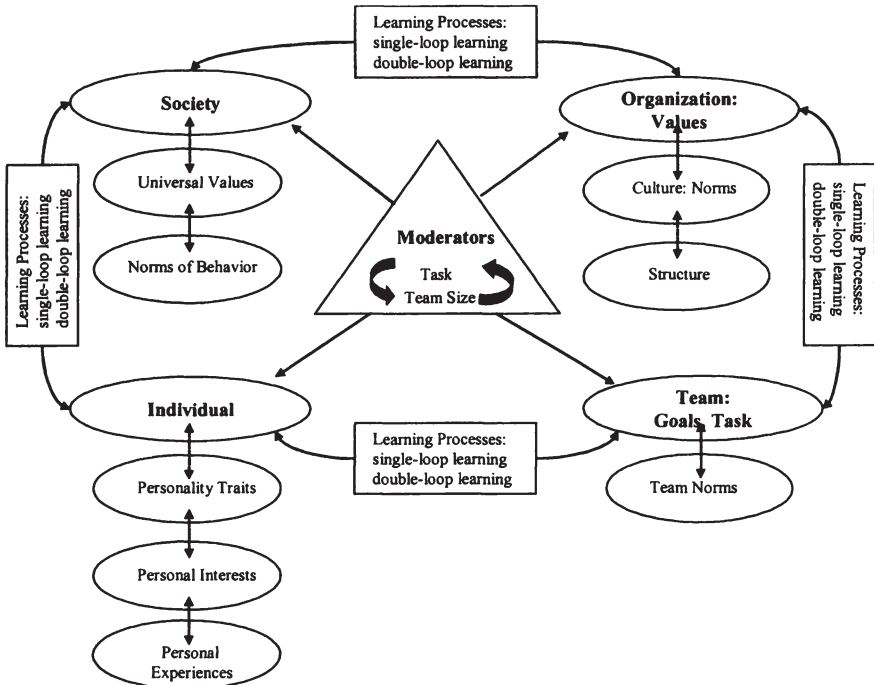 Learning Processes:
single-loop learning
double-loop learning
Society
Organization:
Values
Learning Processes:
single-loop learning
double-loop learning
Universal Values
Norms of Behavior
Moderators
Task
Team Size
Culture: Norms
Structure
Learning Processes:
single-loop learning
double-loop learning
Individual
Personality Traits
Personal Interests
Personal
Experiences
Learning Processes:
single-loop learning
double-loop learning
Team:
Goals, Task
Team Norms